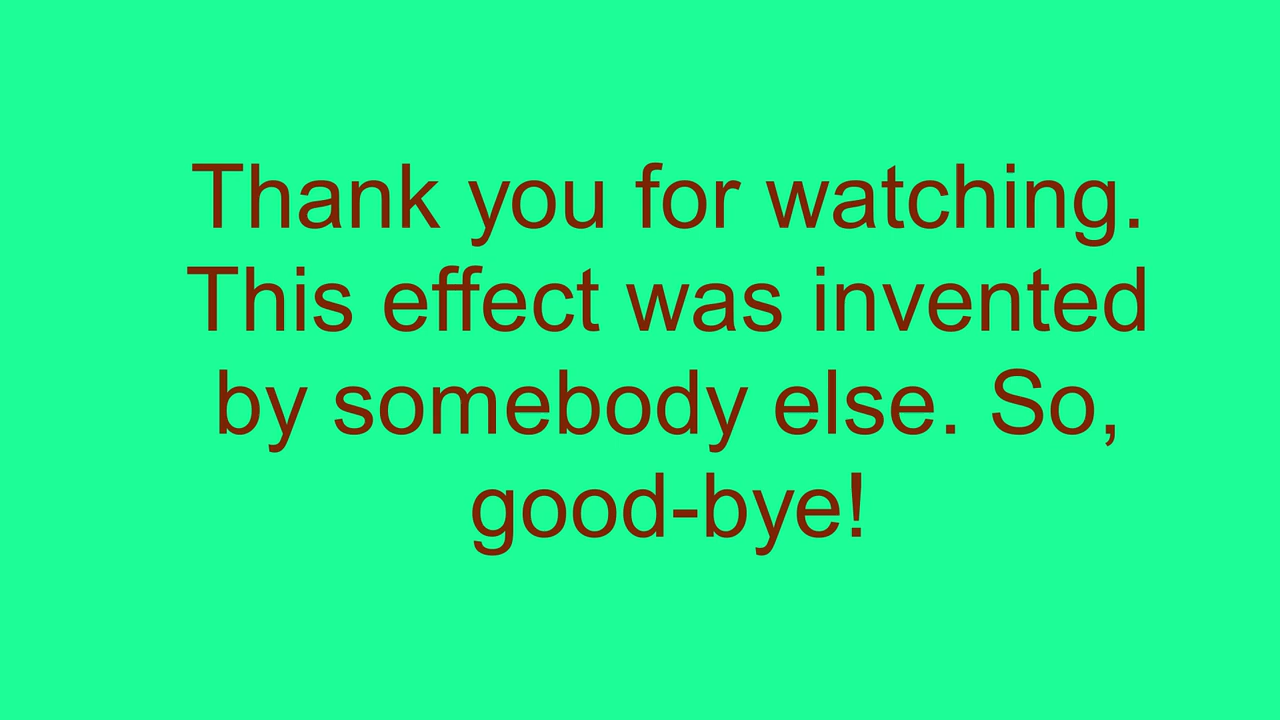 Thank you for watching.
This effect was invented
by somebody else. So,
good-bye!